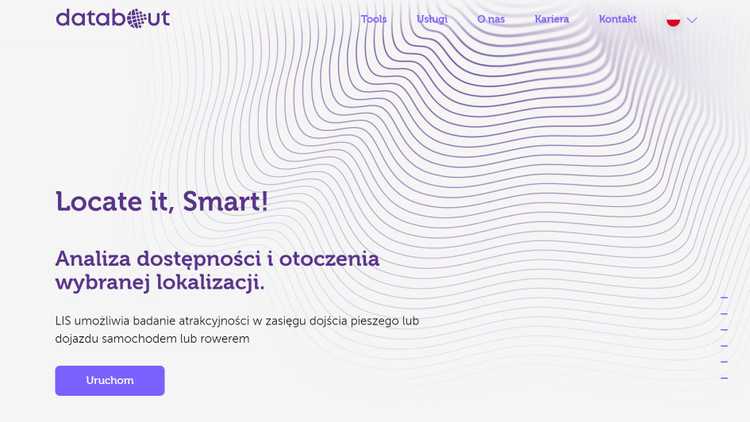 databout
Tools Usługi O nas Kariera Kontakt
Locate it, Smart!
Analiza dostępności i otoczenia
wybranej lokalizacji.
LIS umożliwia badanie atrakcyjności w zasięgu dojścia pieszego lub
dojazdu samochodem lub rowerem
Uruchom